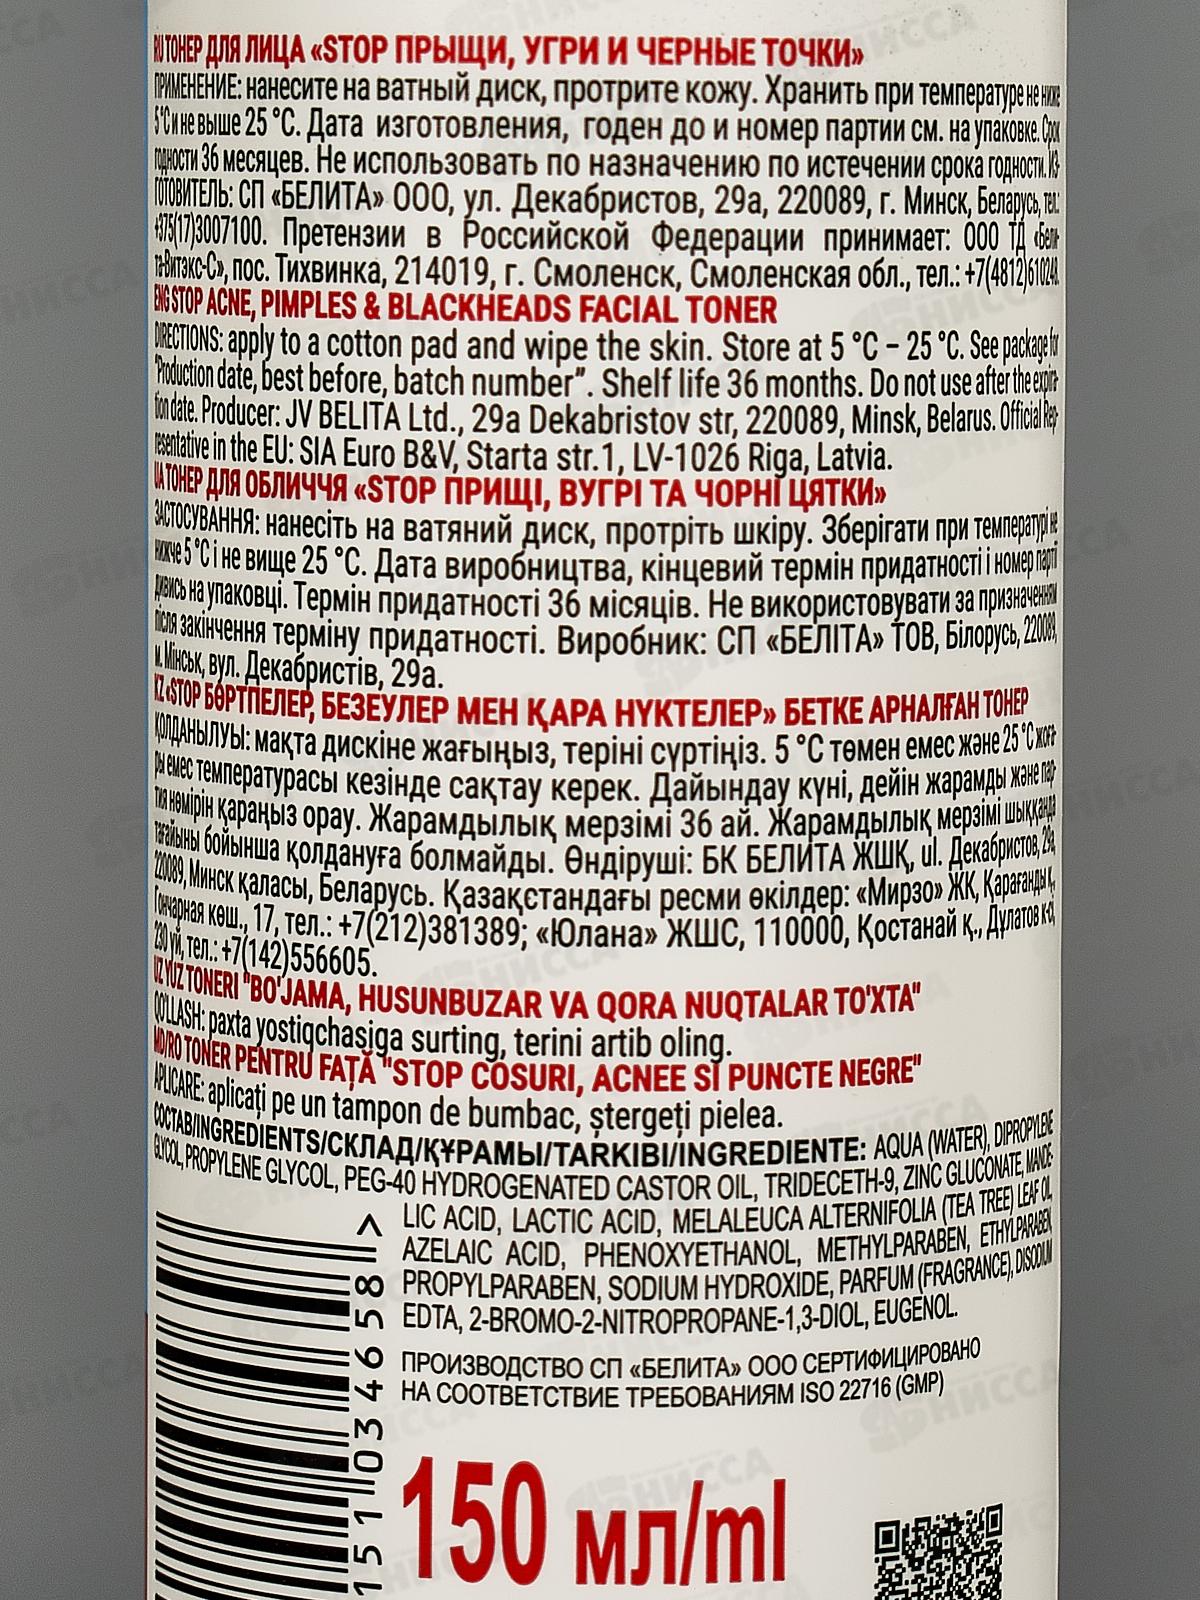 RU ТОНЕР ДЛЯ ЛИЦА «STOP ПРЫЩИ, УГРИ И ЧЕРНЫЕ ТОЧКИ»
ПРИМЕНЕНИЕ: нанесите на ватный диск, протрите кожу. Хранить при температуре не ниже
5 °C и не выше 25 °C. Дата изготовления, годен до и номер партии см. на упаковке. Срок
годности 36 месяцев. Не использовать по назначению по истечении срока годности. ИЗ-
ГОТОВИТЕЛЬ: СП «БЕЛИТА» ООО, ул. Декабристов, 29а, 220089, г. Минск, Беларусь, тел.:
+375(17)3007100. Претензии в Российской Федерации принимает: ООО ТД «Бели-
та-Витэкс-С», пос. Тихвинка, 214019, г. Смоленск, Смоленская обл., тел.: +7(4812)610248.
ENG STOP ACNE, PIMPLES & BLACKHEADS FACIAL TONER
DIRECTIONS: apply to a cotton pad and wipe the skin. Store at 5 °C – 25 °C. See package for
"Production date, best before, batch number". Shelf life 36 months. Do not use after the expira-
tion date. Producer: JV BELITA Ltd., 29a Dekabristov str, 220089, Minsk, Belarus. Official Rep-
resentative in the EU: SIA Euro B&V, Starta str.1, LV-1026 Riga, Latvia.
UA ТОНЕР ДЛЯ ОБЛИЧЧЯ «STOP ПРИЩІ, ВУГРІ ТА ЧОРНІ ЦЯТКИ»
ЗАСТОСУВАННЯ: нанесіть на ватяний диск, протріть шкіру. Зберігати при температурі не
нижче 5 °C і не вище 25 °C. Дата виробництва, кінцевий термін придатності і номер партії
дивись на упаковці. Термін придатності 36 місяців. Не використовувати за призначенням
після закінчення терміну придатності. Виробник: СП «БЕЛІТА» ТОВ, Білорусь, 220089,
м. Мінськ, вул. Декабристів, 29а.
KZ «STOP БӨРТПЕЛЕР, БЕЗЕУЛЕР МЕН ҚАРА НҮКТЕЛЕР» БЕТКЕ АРНАЛҒАН ТОНЕР
ҚОЛДАНЫЛУЫ: мақта дискіне жағыңыз, теріні сүртіңіз. 5 °C төмен емес және 25 °C жоға-
ры емес температурасы кезінде сақтау керек. Дайындау күні, дейін жарамды және пар-
тия нөмірін қараңыз орау. Жарамдылық мерзімі 36 ай. Жарамдылық мерзімі шыққанда
тағайыны бойынша қолдануға болмайды. Өндіруші: БК БЕЛИТА ЖШҚ, ul. Декабристов, 29а,
220089, Минск қаласы, Беларусь. Қазақстандағы ресми өкілдер: «Мирзо» ЖК, Қарағанды қ.,
Гончарная көш., 17, тел.: +7(212)381389; «Юлана» ЖШС, 110000, Қостанай қ., Дулатов к-сі,
230 үй, тел.: +7(142)556605.
UZ YUZ TONERI "BO'JAMA, HUSUNBUZAR VA QORA NUQTALAR TO'XTA"
QO'LLASH: paxta yostiqchasiga surting, terini artib oling.
MD/RO TONER PENTRU FAȚĂ "STOP COSURI, ACNEE SI PUNCTE NEGRE"
APLICARE: aplicați pe un tampon de bumbac, ștergeți pielea.
СОСТАВ/INGREDIENTS/СКЛАД/ҚҰРАМЫ/TARKIBI/INGREDIENTE: AQUA (WATER), DIPROPYLENE
GLYCOL, PROPYLENE GLYCOL, PEG-40 HYDROGENATED CASTOR OIL, TRIDECETH-9, ZINC GLUCONATE, MANDE-
LIC ACID, LACTIC ACID, MELALEUCA ALTERNIFOLIA (TEA TREE) LEAF OIL,
AZELAIC ACID, PHENOXYETHANOL, METHYLPARABEN, ETHYLPARABEN,
PROPYLPARABEN, SODIUM HYDROXIDE, PARFUM (FRAGRANCE), DISODIUM
EDTA, 2-BROMO-2-NITROPROPANE-1,3-DIOL, EUGENOL.
ПРОИЗВОДСТВО СП «БЕЛИТА» ООО СЕРТИФИЦИРОВАНО
НА СООТВЕТСТВИЕ ТРЕБОВАНИЯМ ISO 22716 (GMP)
151034658 >
150 мл/ml